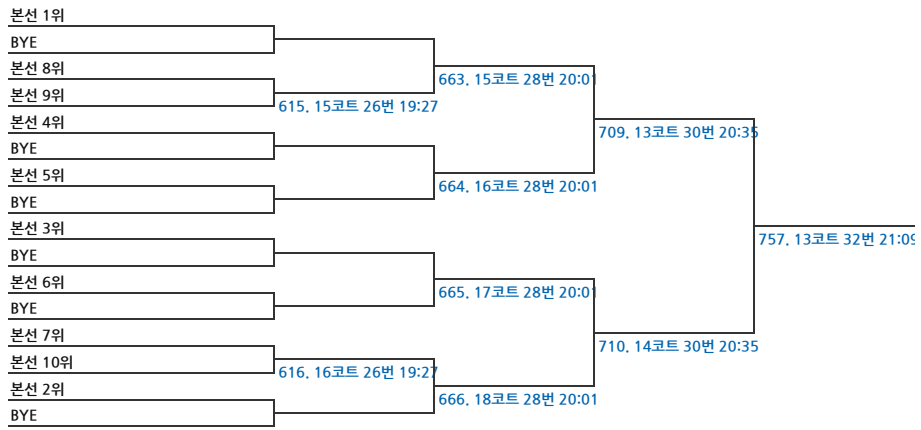 본선 1위
BYE
본선 8위
663. 15코트 28번 20:01
본선 9위
615. 15코트 26번 19:27
본선 4위
709. 13코트 30번 20:35
BYE
본선 5위
664. 16코트 28번 20:01
BYE
본선 3위
757. 13코트 32번 21:09
BYE
본선 6위
665. 17코트 28번 20:01
BYE
본선 7위
710. 14코트 30번 20:35
본선 10위
616. 16코트 26번 19:27
본선 2위
666. 18코트 28번 20:01
BYE